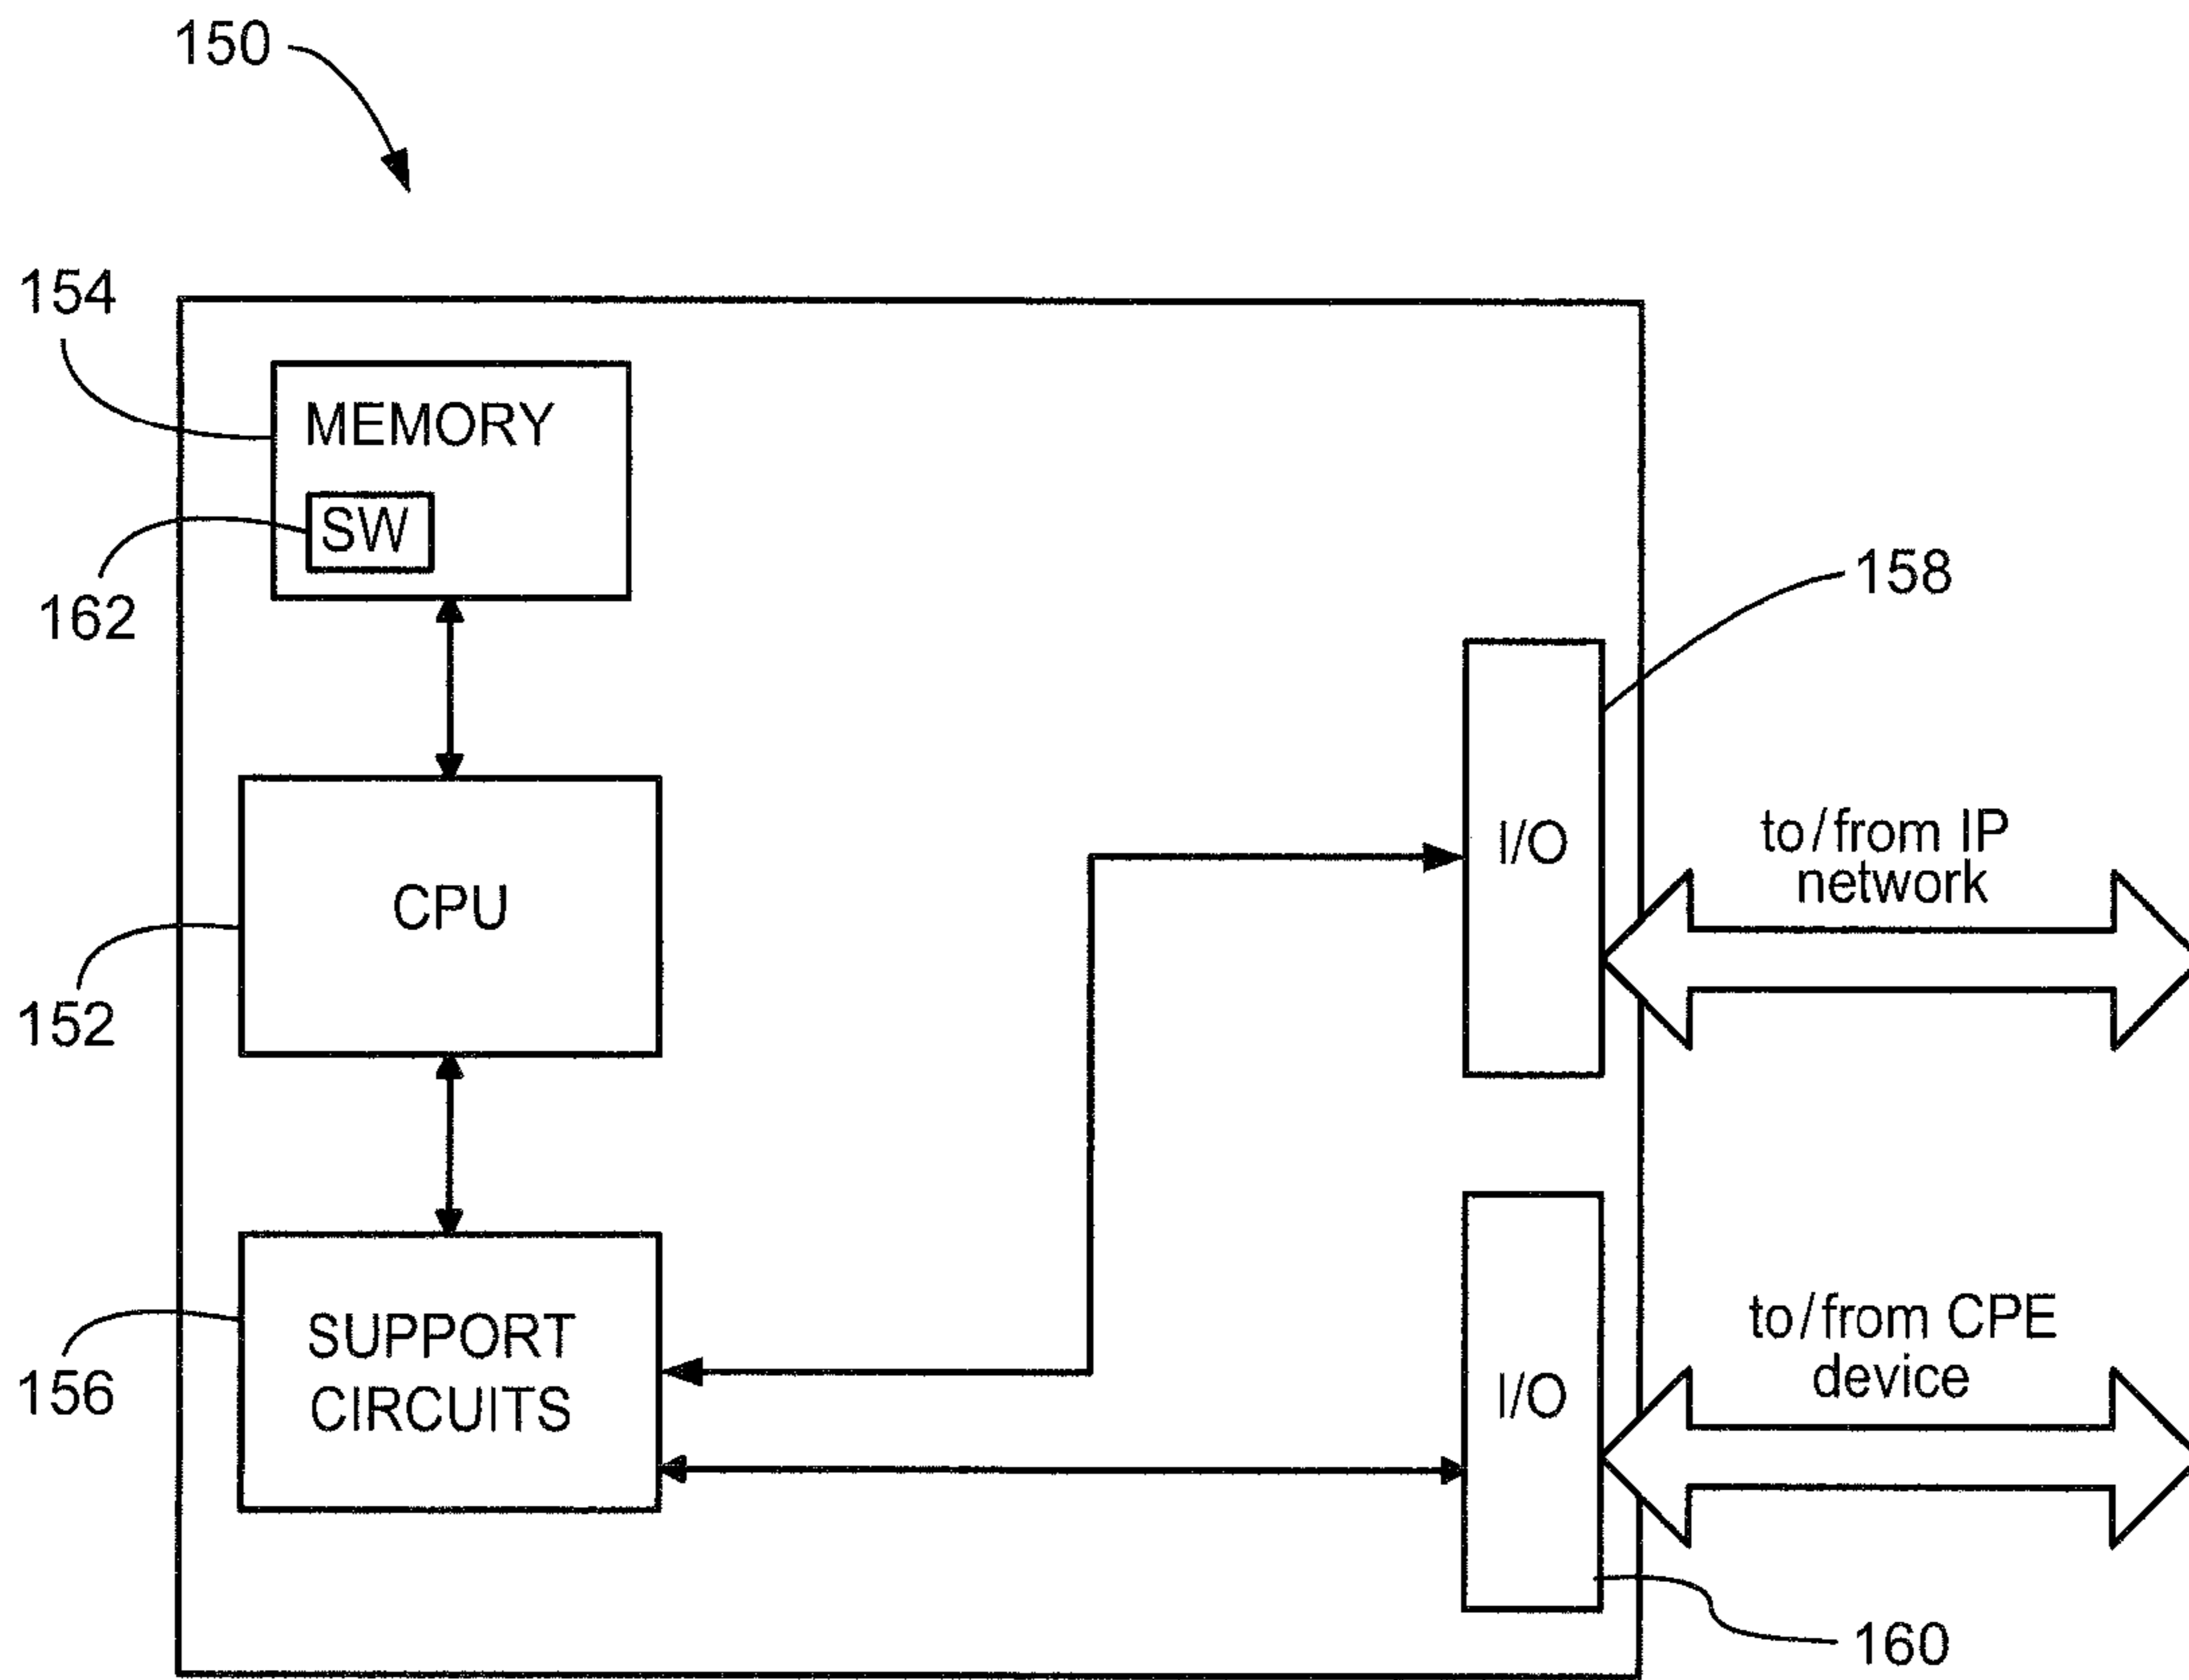 150
154
MEMORY
SW
162
158
I/O
to/from IP
network
CPU
152
SUPPORT
CIRCUITS
156
I/O
to/from CPE
device
160